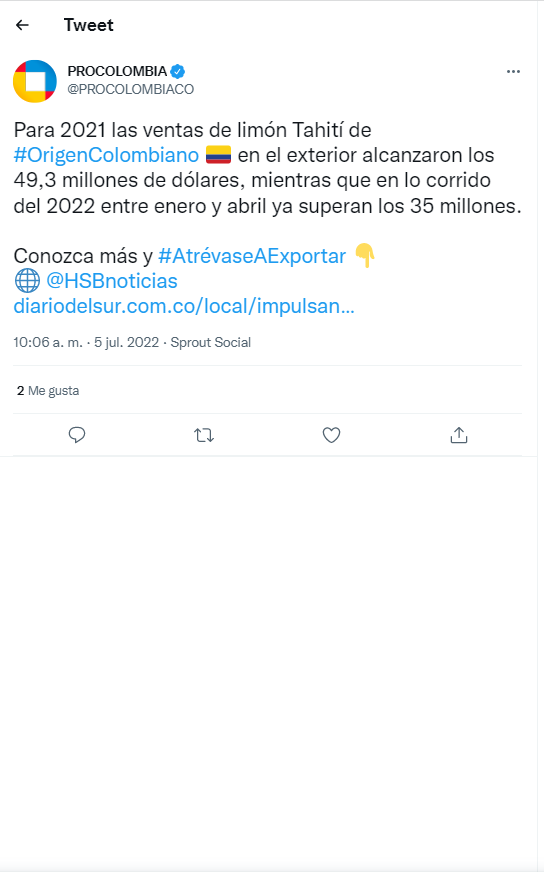 Tweet
PROCOLOMBIA
@PROCOLOMBIACO
Para 2021 las ventas de limón Tahití de
#OrigenColombiano en el exterior alcanzaron los
49,3 millones de dólares, mientras que en lo corrido
del 2022 entre enero y abril ya superan los 35 millones.
Conozca más y #AtrévaseAExportar
@HSBnoticias
diariodelsur.com.co/local/impulsan...
10:06 a. m. · 5 jul. 2022 · Sprout Social
2 Me gusta